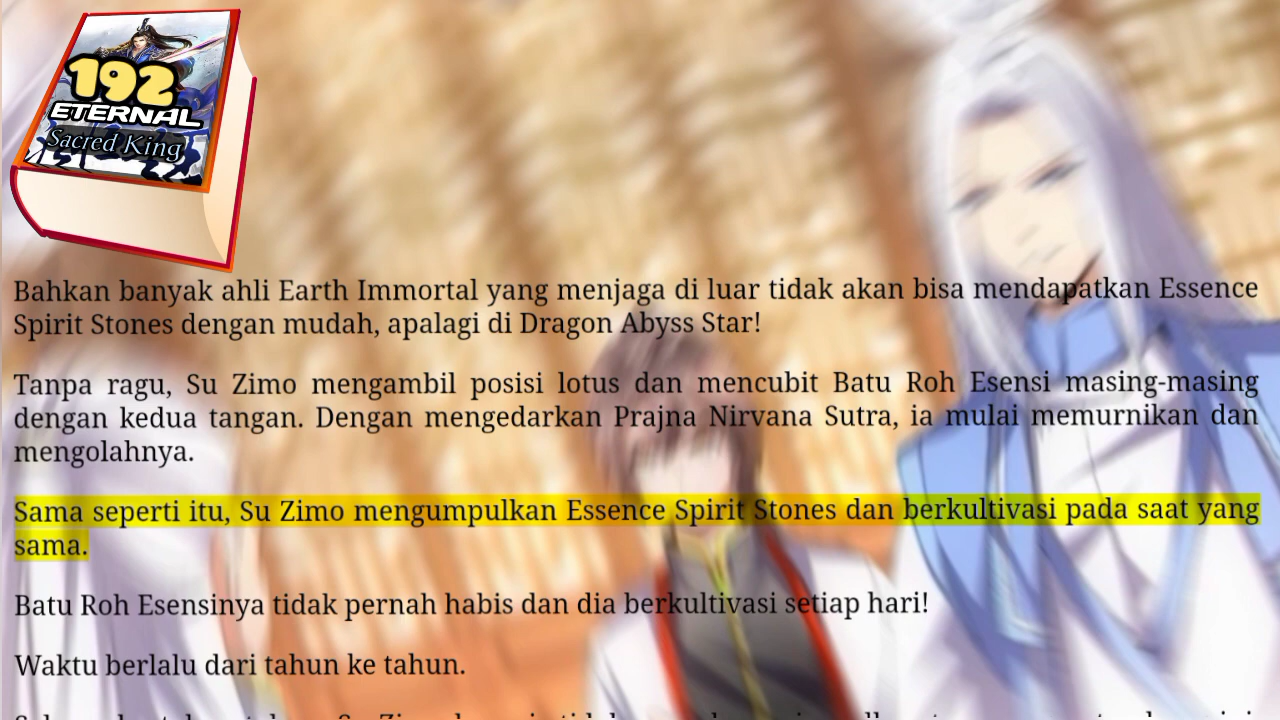 192
ETERNAL
Sacred King
Bahkan banyak ahli Earth Immortal yang menjaga di luar tidak akan bisa mendapatkan Essence
Spirit Stones dengan mudah, apalagi di Dragon Abyss Star!
Tanpa ragu, Su Zimo mengambil posisi lotus dan mencubit Batu Roh Esensi masing-masing
dengan kedua tangan. Dengan mengedarkan Prajna Nirvana Sutra, ia mulai memurnikan dan
mengolahnya.
Sama seperti itu, Su Zimo mengumpulkan Essence Spirit Stones dan berkultivasi pada saat yang
sama.
Batu Roh Esensinya tidak pernah habis dan dia berkultivasi setiap hari!
Waktu berlalu dari tahun ke tahun.